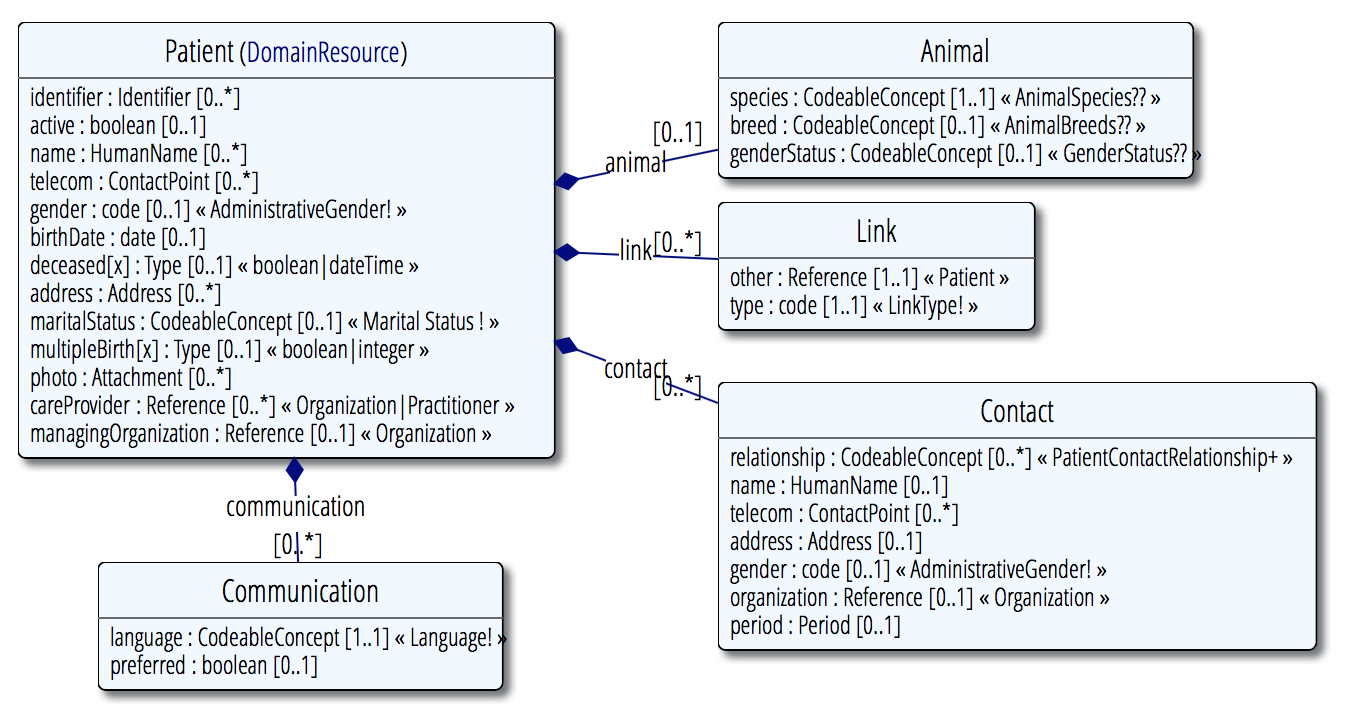 Patient (DomainResource)
identifier : Identifier [0..*]
active : boolean [0..1]
name : HumanName [0..*]
telecom : ContactPoint [0..*]
gender : code [0..1] « AdministrativeGender! »
birthDate : date [0..1]
deceased[x] : Type [0..1] « boolean|dateTime »
address : Address [0..*]
maritalStatus : CodeableConcept [0..1] « Marital Status ! »
multipleBirth[x] : Type [0..1] « boolean|integer »
photo : Attachment [0..*]
careProvider : Reference [0..*] « Organization|Practitioner »
managingOrganization : Reference [0..1] « Organization »
[0..1]
animal
Animal
species : CodeableConcept [1..1] « AnimalSpecies?? »
breed : CodeableConcept [0..1] « AnimalBreeds?? »
genderStatus : CodeableConcept [0..1] « GenderStatus?? »
link
[0..*]
Link
other : Reference [1..1] « Patient »
type : code [1..1] « LinkType! »
contact
[0..*]
Contact
relationship : CodeableConcept [0..*] « PatientContactRelationship+ »
name : HumanName [0..1]
telecom : ContactPoint [0..*]
address : Address [0..1]
gender : code [0..1] « AdministrativeGender! »
organization : Reference [0..1] « Organization »
period : Period [0..1]
communication
[0..*]
Communication
language : CodeableConcept [1..1] « Language! »
preferred : boolean [0..1]